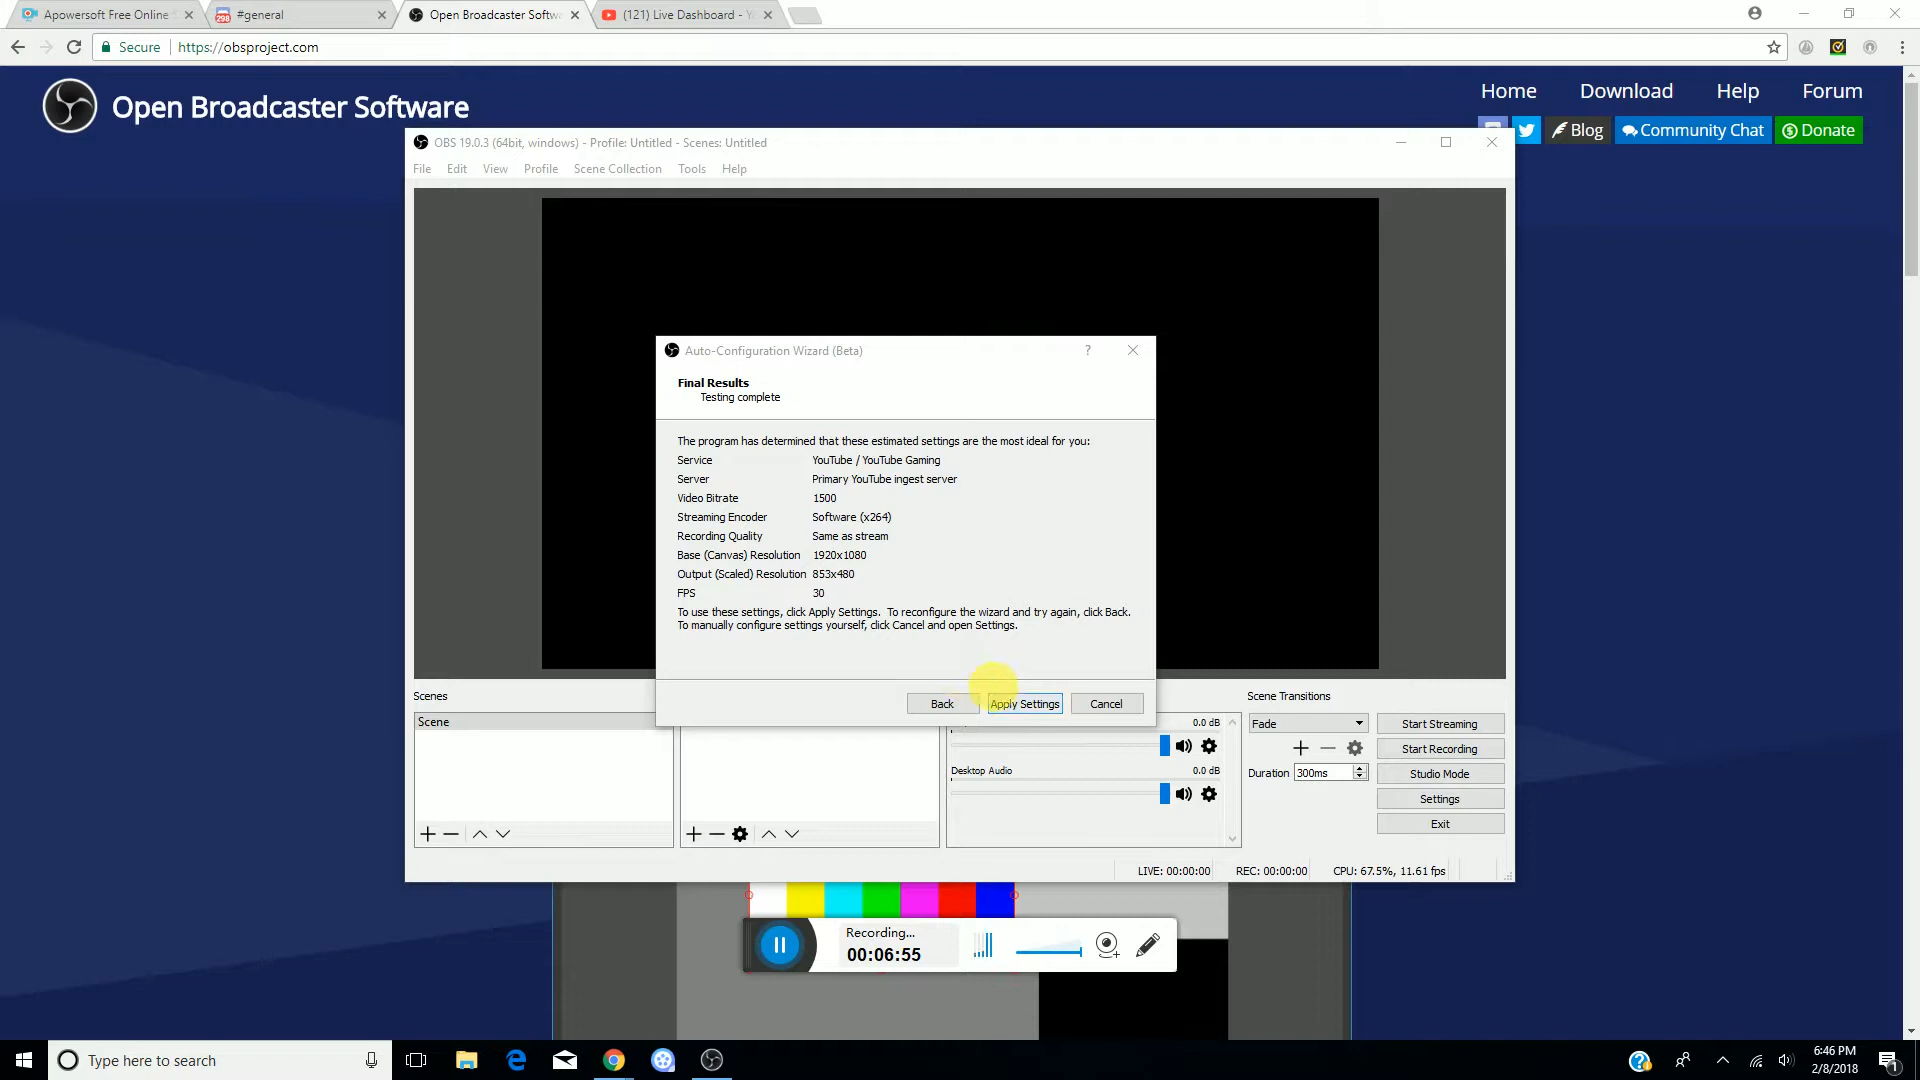 Apowersoft Free Online
298
#general
Open Broadcaster Softw
(121) Live Dashboard - Y
Secure
https://obsproject.com
Open Broadcaster Software
Home
Download
Help
Forum
Blog
Community Chat
Donate
OBS 19.0.3 (64bit, windows) - Profile: Untitled - Scenes: Untitled
File
Edit
View
Profile
Scene Collection
Tools
Help
Auto-Configuration Wizard (Beta)
?
Final Results
Testing complete
The program has determined that these estimated settings are the most ideal for you:
Service YouTube / YouTube Gaming
Server Primary YouTube ingest server
Video Bitrate 1500
Streaming Encoder Software (x264)
Recording Quality Same as stream
Base (Canvas) Resolution 1920x1080
Output (Scaled) Resolution 853x480
FPS 30
To use these settings, click Apply Settings. To reconfigure the wizard and try again, click Back.
To manually configure settings yourself, click Cancel and open Settings.
Back
Apply Settings
Cancel
Scenes
Scene
0.0 dB
Desktop Audio 0.0 dB
Scene Transitions
Fade
Duration 300ms
Start Streaming
Start Recording
Studio Mode
Settings
Exit
LIVE: 00:00:00
REC: 00:00:00
CPU: 67.5%, 11.61 fps
Recording...
00:06:55
Type here to search
6:46 PM
2/8/2018
1